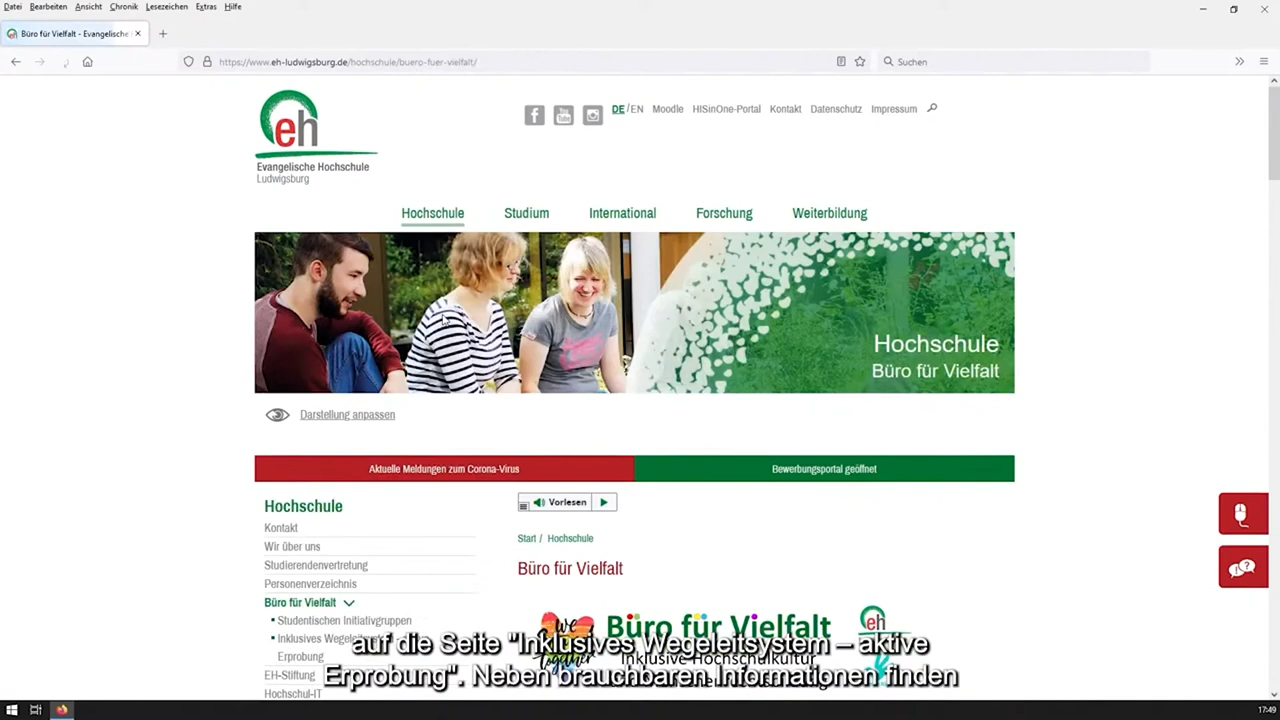 Datei Bearbeiten Ansicht Chronik Lesezeichen Extras Hilfe
Büro für Vielfalt - Evangelische
https://www.eh-ludwigsburg.de/hochschule/buero-fuer-vielfalt/
Suchen
DE / EN Moodle HISinOne-Portal Kontakt Datenschutz Impressum
eh
Evangelische Hochschule
Ludwigsburg
Hochschule Studium International Forschung Weiterbildung
Hochschule
Büro für Vielfalt
Darstellung anpassen
Aktuelle Meldungen zum Corona-Virus
Bewerbungsportal geöffnet
Hochschule
Kontakt
Wir über uns
Studierendenvertretung
Personenverzeichnis
Büro für Vielfalt
Studentischen Initiativgruppen
Inklusives
Erprobung
EH-Stiftung
Hochschul-IT
Vorlesen
Start / Hochschule
Büro für Vielfalt
we
together
Büro für Vielfalt
Inklusive Hochschulkultur
eh
auf die Seite "Inklusives Wegeleitsystem – aktive
Erprobung". Neben brauchbaren Informationen finden
17:49